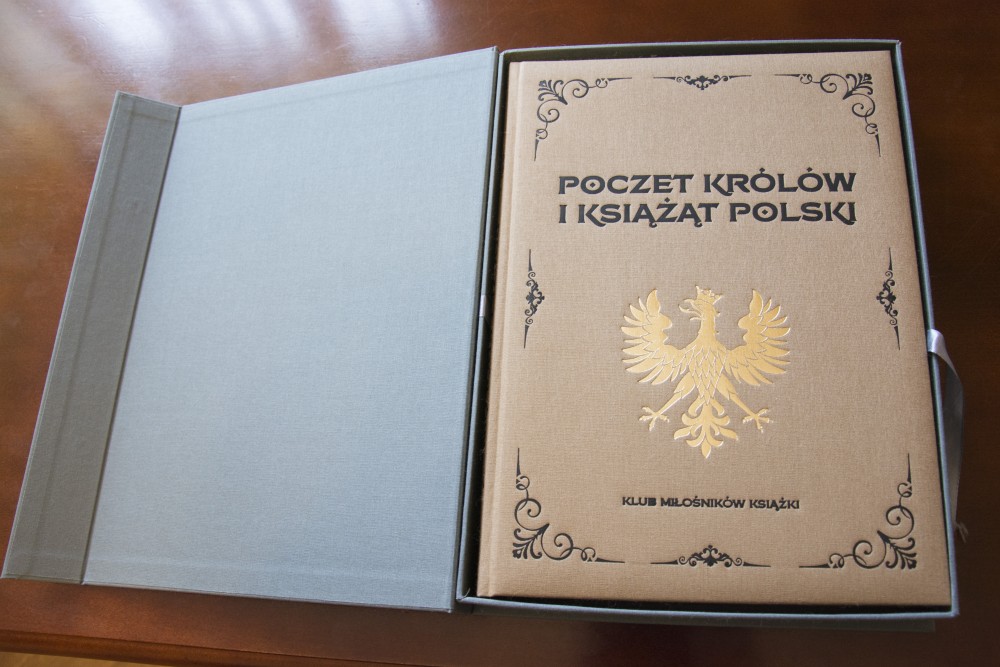 POCZET KRÓLÓW
I KSIĄŻĄT POLSKI
KLUB MIŁOŚNIKÓW KSIĄŻKI